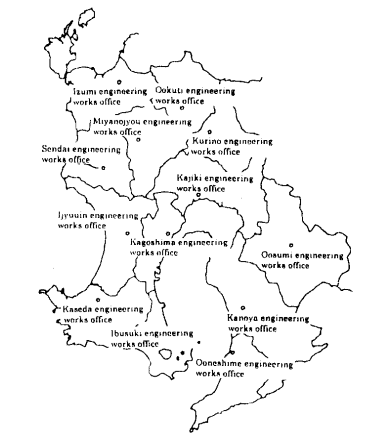 Izumi engineering
works office
Ookuti engineering
works office
Miyanojyou engineering
works office
Kurino engineering
works office
Sendai engineering
works office
Kajiki engineering
works office
Ijyuuin engineering
works office
Kagoshima engineering
works office
Oosumi engineering
works office
Kaseda engineering
works office
Kanoya engineering
works office
Ibusuki engineering
works office
Ooneshime engineering
works office